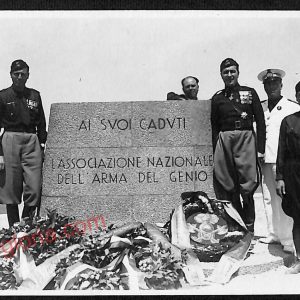 AI SVOI CADVTI
L'ASSOCIAZIONE NAZIONALE
DELL'ARMA DEL GENIO